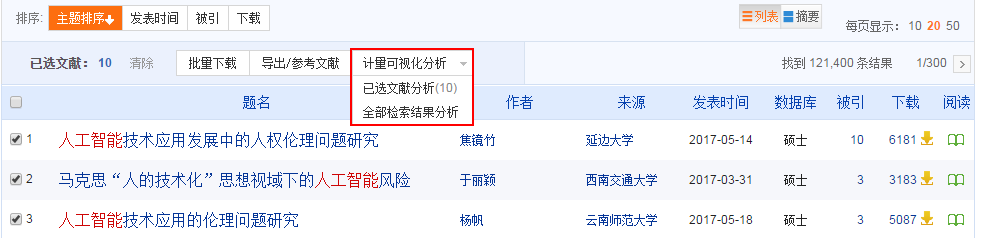 排序: 主题排序 发表时间 被引 下载 列表 摘要 每页显示: 10 20 50
已选文献: 10 清除 批量下载 导出/参考文献 计量可视化分析 找到 121,400 条结果 1/300
已选文献分析(10)
全部检索结果分析
题名 作者 来源 发表时间 数据库 被引 下载 阅读
1 人工智能技术应用发展中的人权伦理问题研究 焦镜竹 延边大学 2017-05-14 硕士 10 6181
2 马克思“人的技术化”思想视域下的人工智能风险 于丽颖 西南交通大学 2017-03-31 硕士 3 3183
3 人工智能技术应用的伦理问题研究 杨帆 云南师范大学 2017-05-18 硕士 3 5087